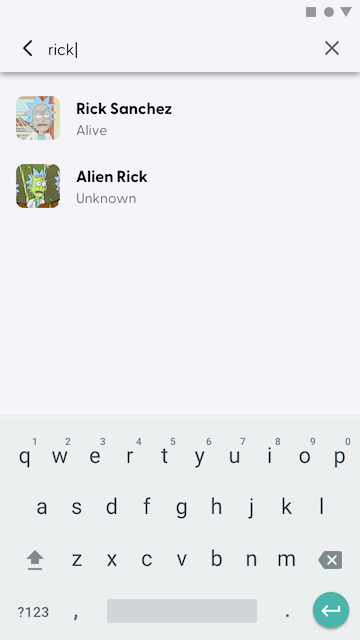 rick
Rick Sanchez
Alive
Alien Rick
Unknown
1 2 3 4 5 6 7 8 9 0
q w e r t y u i o p
a s d f g h j k l
z x c v b n m
?123 , .